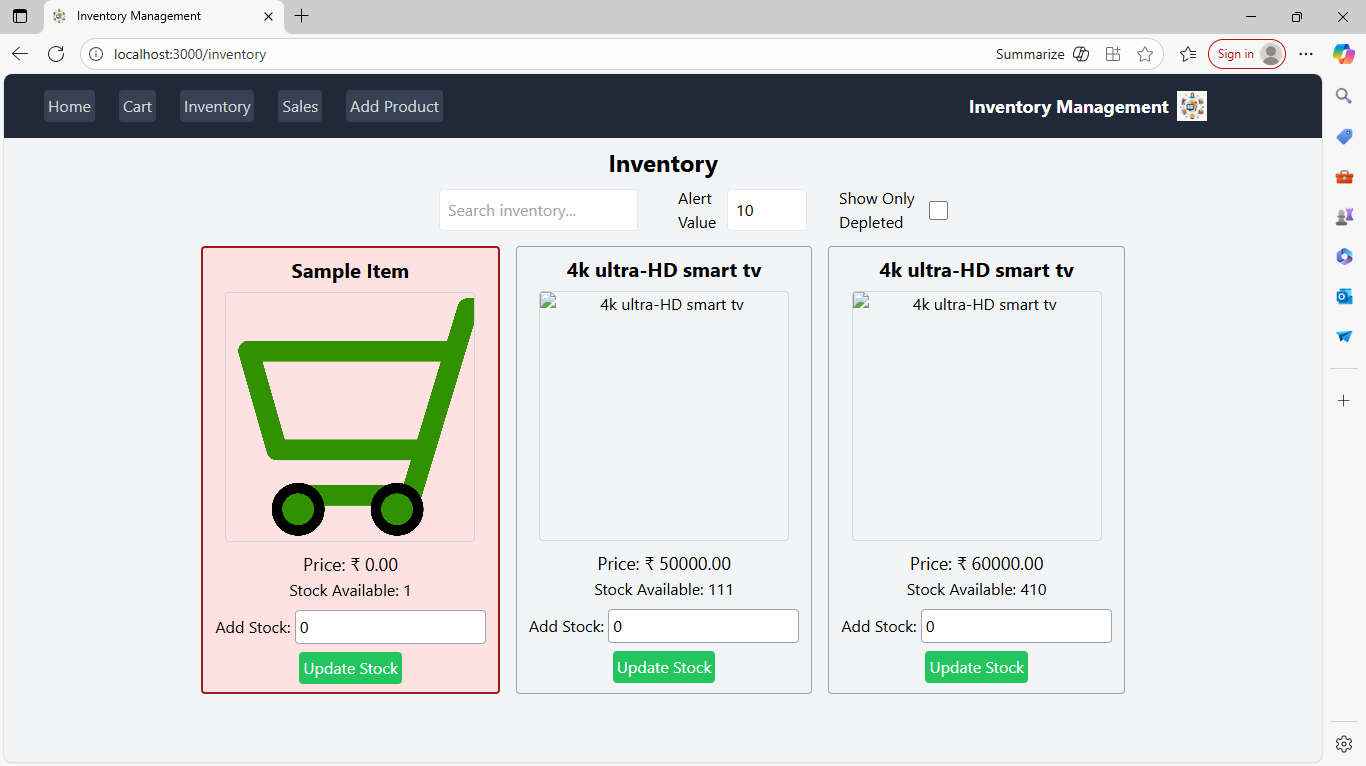 Inventory Management
localhost:3000/inventory
Summarize
Sign in
Home Cart Inventory Sales Add Product
Inventory Management
Inventory
Search inventory...
Alert
Value
10
Show Only
Depleted
Sample Item
Price: ₹ 0.00
Stock Available: 1
Add Stock: 0
Update Stock
4k ultra-HD smart tv
4k ultra-HD smart tv
Price: ₹ 50000.00
Stock Available: 111
Add Stock: 0
Update Stock
4k ultra-HD smart tv
4k ultra-HD smart tv
Price: ₹ 60000.00
Stock Available: 410
Add Stock: 0
Update Stock